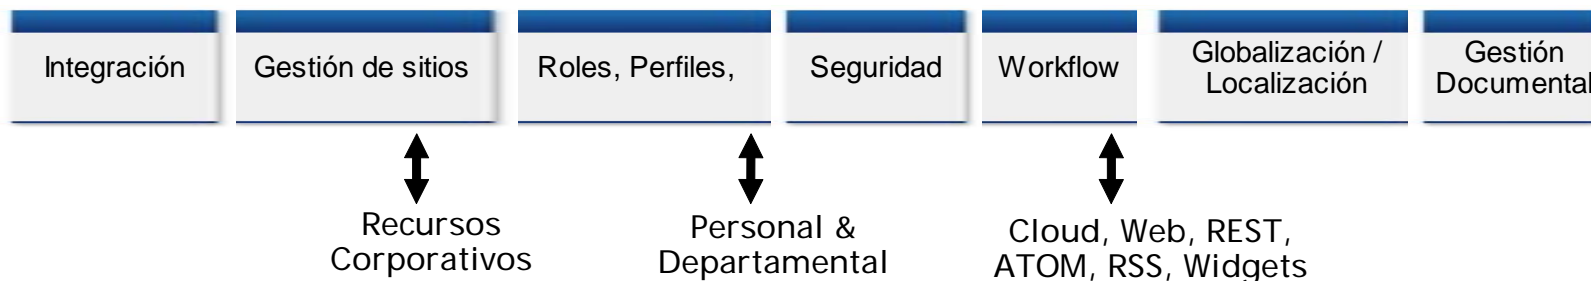 Integración
Gestión de sitios
Roles, Perfiles,
Seguridad
Workflow
Globalización /
Localización
Gestión
Documental
Recursos
Corporativos
Personal &
Departamental
Cloud, Web, REST,
ATOM, RSS, Widgets